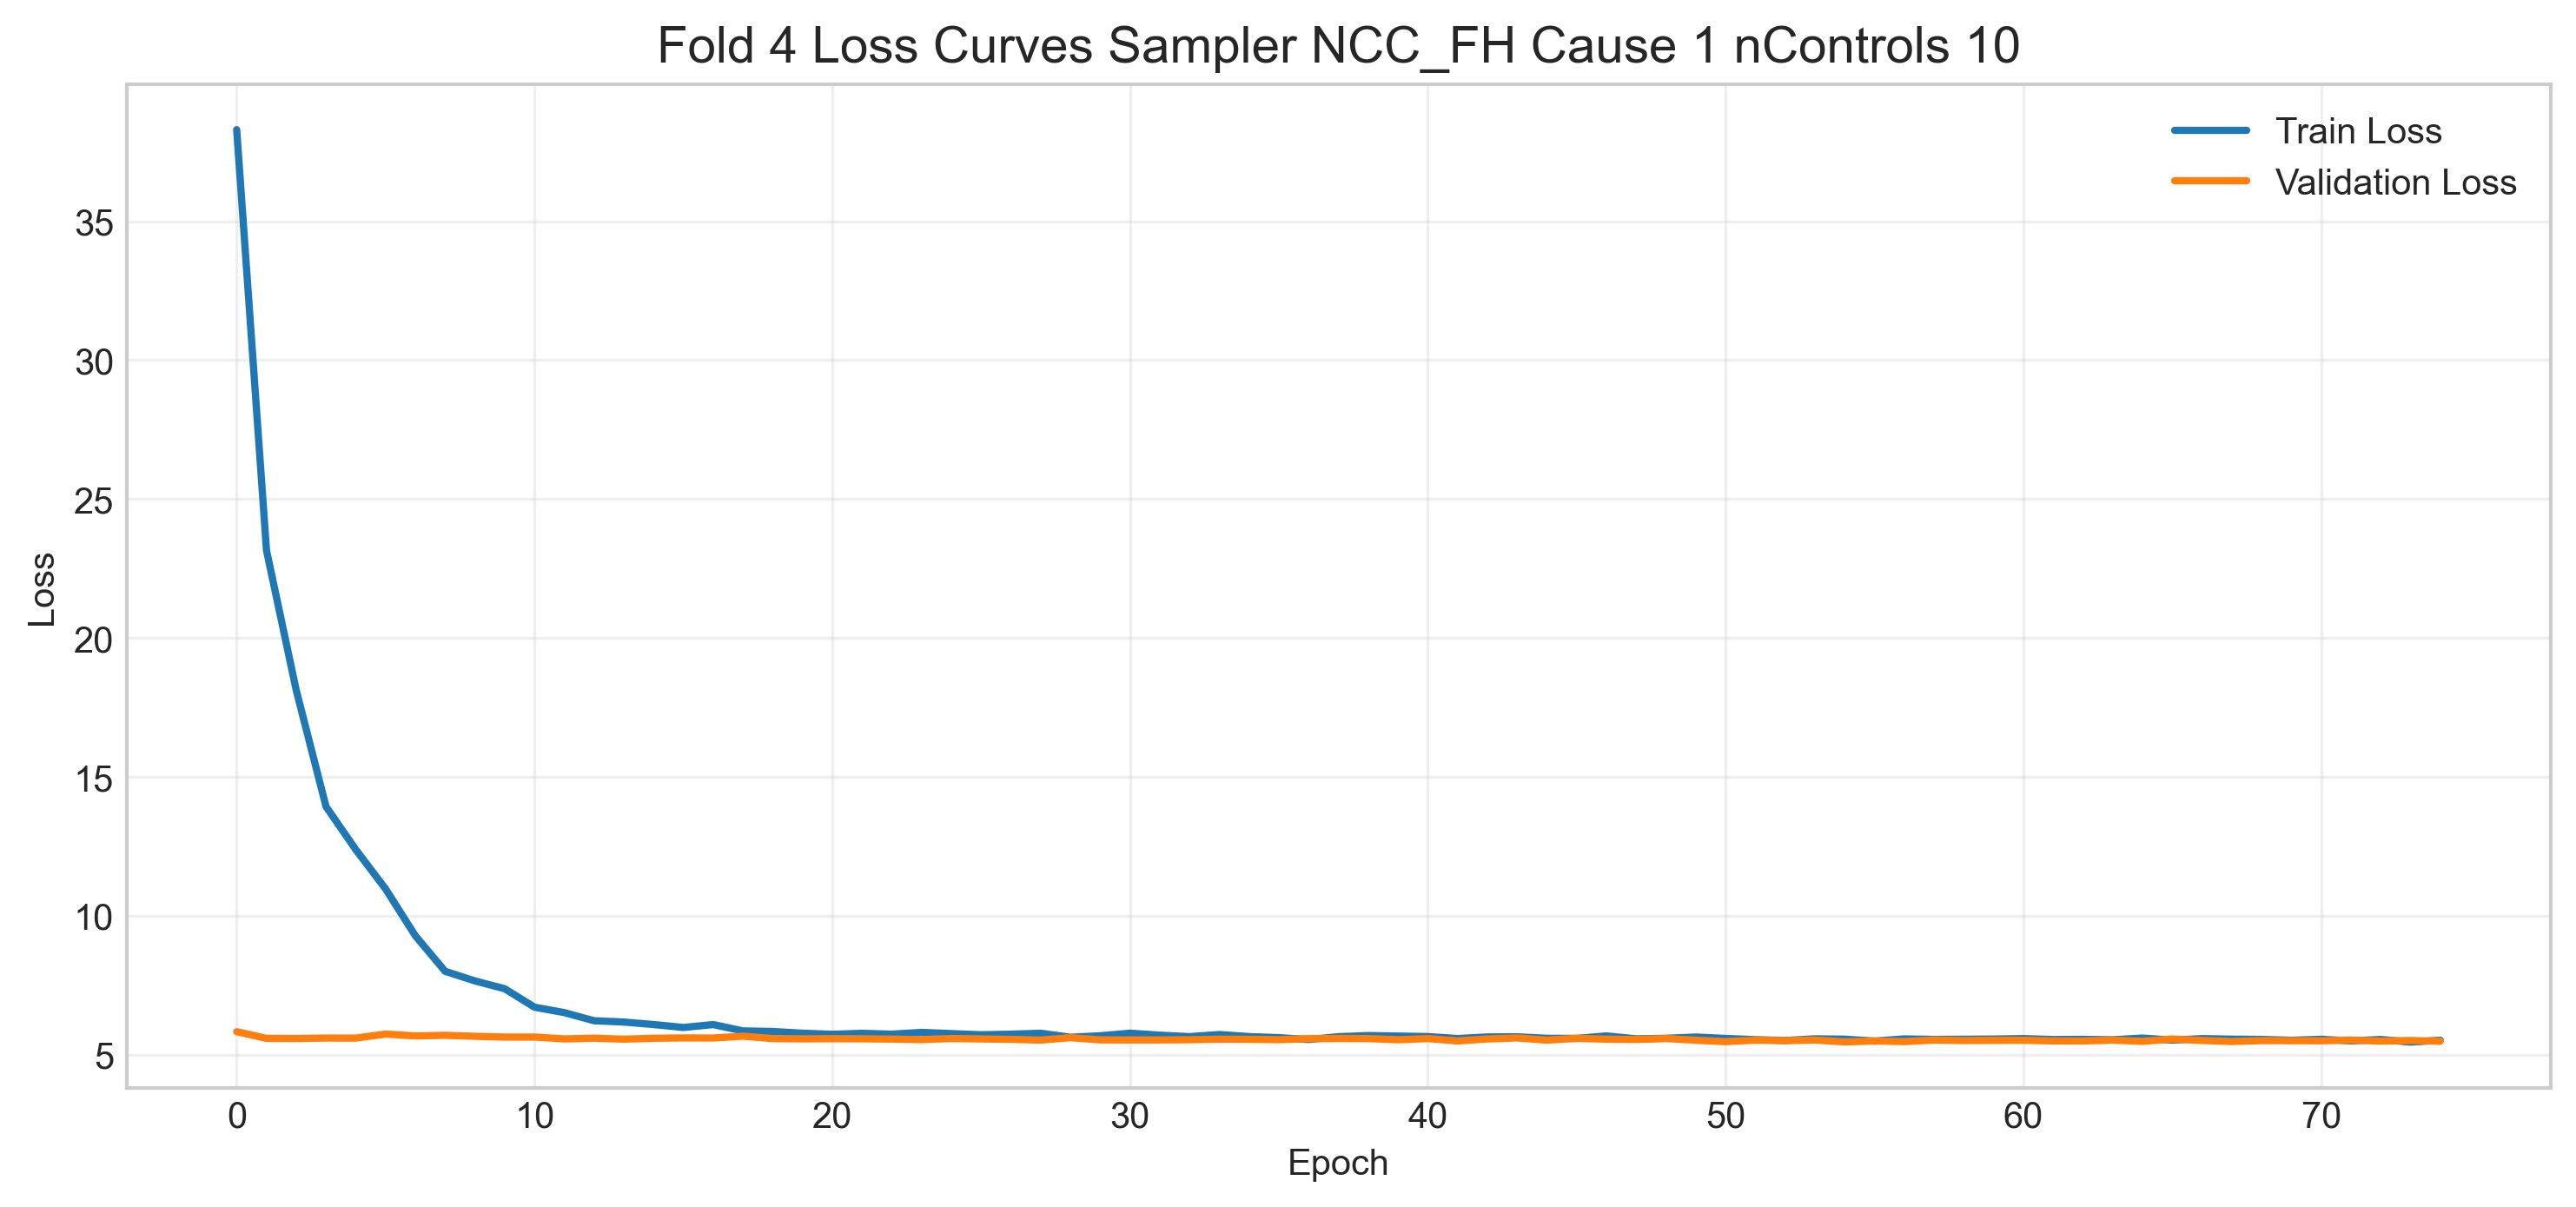 Fold 4 Loss Curves Sampler NCC_FH Cause 1 nControls 10
Train Loss
Validation Loss
35
30
25
20
15
10
5
Loss
0 10 20 30 40 50 60 70
Epoch